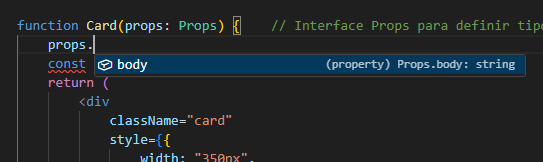 function Card(props: Props) {    // Interface Props para definir tipo
props.
const
body (property) Props.body: string
return (
<div
className="card"
style={{
width: "350px",